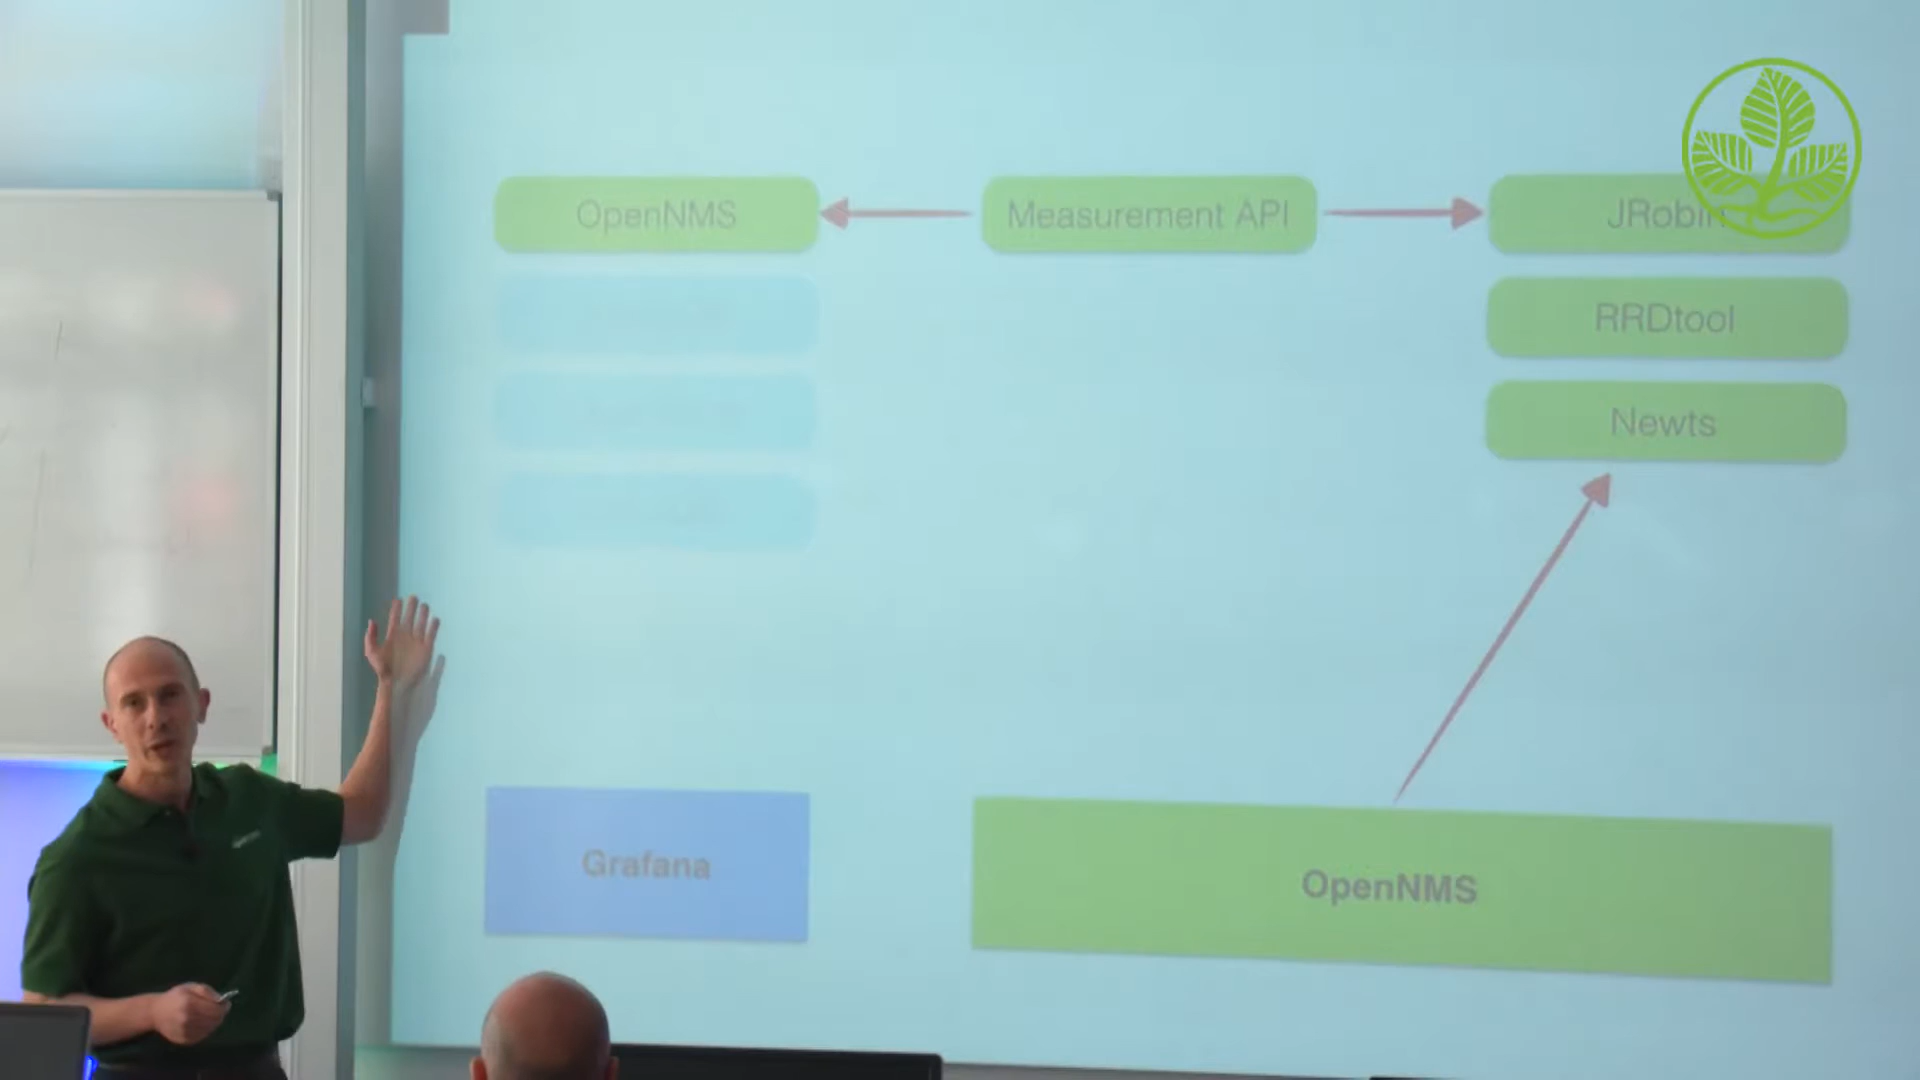 OpenNMS
Measurement API
JRobin
RRDtool
Newts
Grafana
OpenNMS